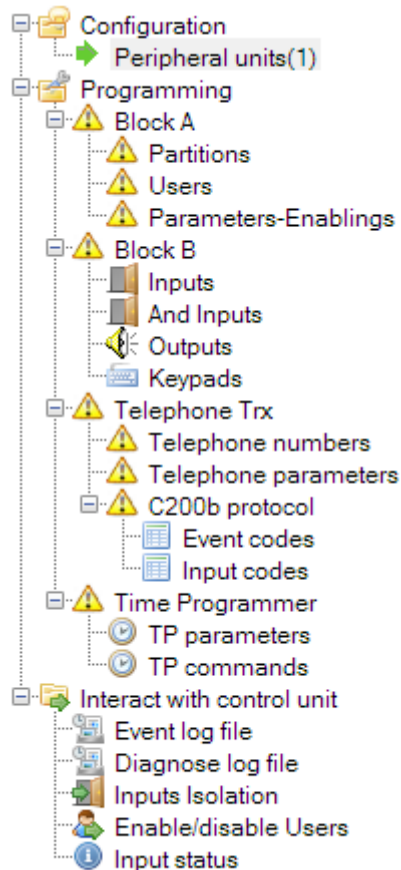 Configuration
Peripheral units(1)
Programming
Block A
Partitions
Users
Parameters-Enablings
Block B
Inputs
And Inputs
Outputs
Keypads
Telephone Trx
Telephone numbers
Telephone parameters
C200b protocol
Event codes
Input codes
Time Programmer
TP parameters
TP commands
Interact with control unit
Event log file
Diagnose log file
Inputs Isolation
Enable/disable Users
Input status